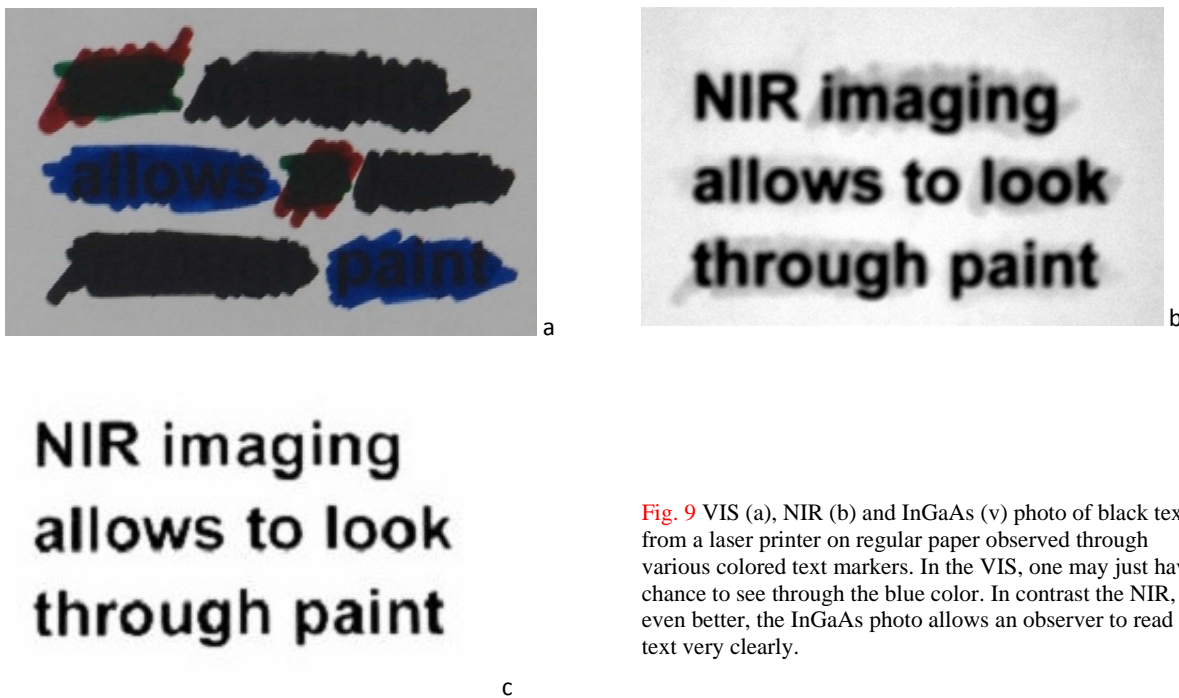 allows
paint
a
NIR imaging
allows to look
through paint
b
NIR imaging
allows to look
through paint
c
Fig. 9 VIS (a), NIR (b) and InGaAs (v) photo of black tex
from a laser printer on regular paper observed through
various colored text markers. In the VIS, one may just hav
chance to see through the blue color. In contrast the NIR,
even better, the InGaAs photo allows an observer to read
text very clearly.